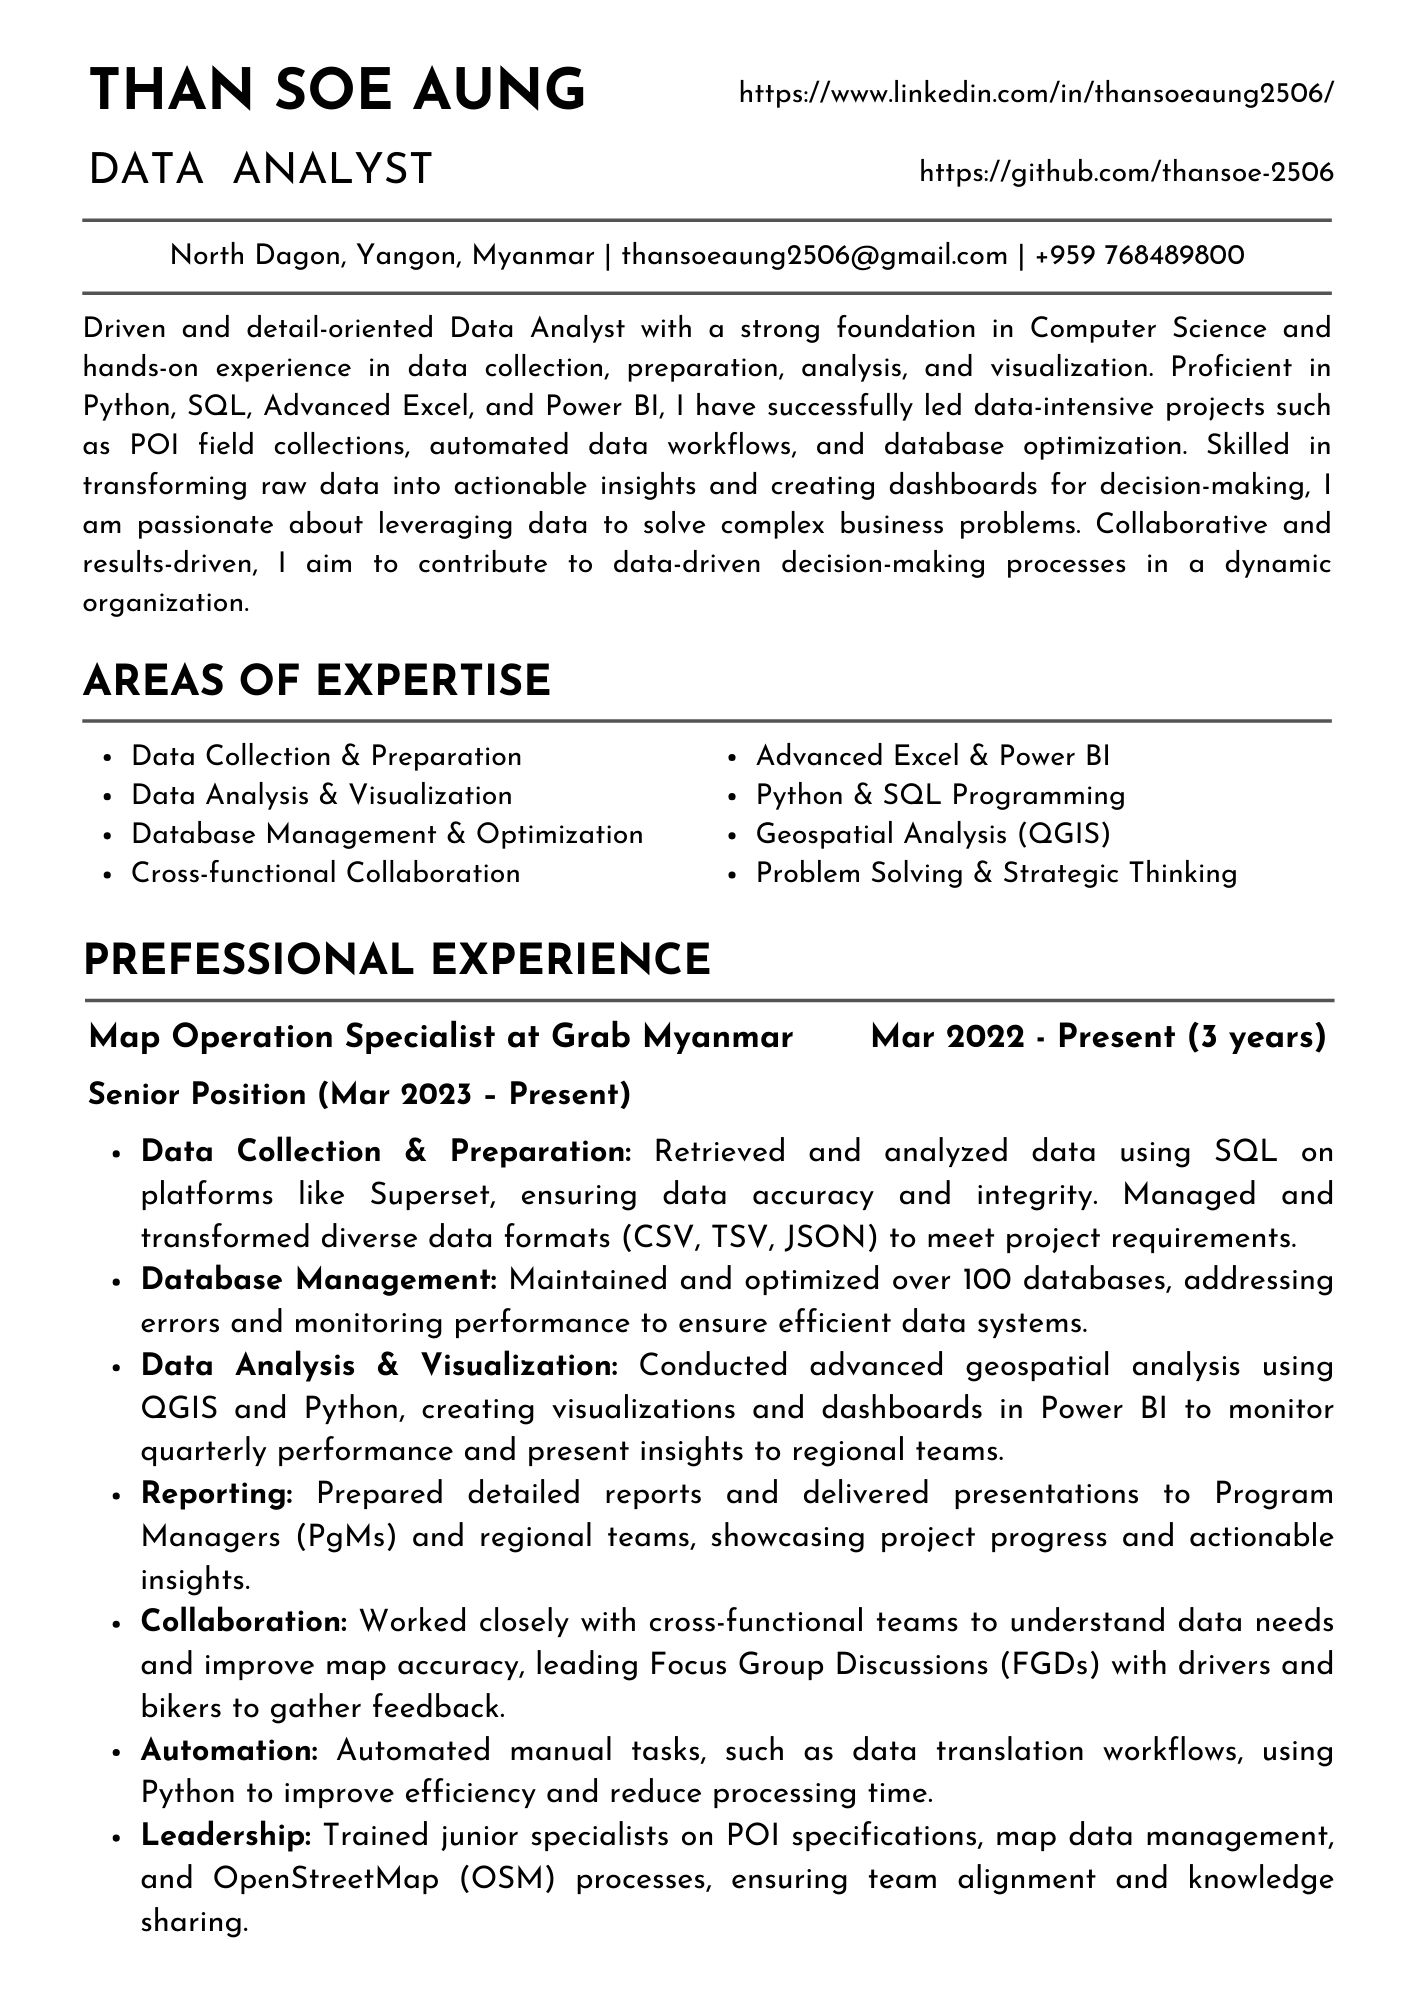 THAN SOE AUNG
https://www.linkedin.com/in/thansoeaung2506/
DATA ANALYST
https://github.com/thansoe-2506
North Dagon, Yangon, Myanmar | thansoeaung2506@gmail.com | +959 768489800
Driven and detail-oriented Data Analyst with a strong foundation in Computer Science and
hands-on experience in data collection, preparation, analysis, and visualization. Proficient in
Python, SQL, Advanced Excel, and Power BI, I have successfully led data-intensive projects such
as POI field collections, automated data workflows, and database optimization. Skilled in
transforming raw data into actionable insights and creating dashboards for decision-making, I
am passionate about leveraging data to solve complex business problems. Collaborative and
results-driven, I aim to contribute to data-driven decision-making processes in a dynamic
organization.
AREAS OF EXPERTISE
• Data Collection & Preparation
• Data Analysis & Visualization
• Database Management & Optimization
• Cross-functional Collaboration
• Advanced Excel & Power BI
• Python & SQL Programming
• Geospatial Analysis (QGIS)
• Problem Solving & Strategic Thinking
PREFESSIONAL EXPERIENCE
Map Operation Specialist at Grab Myanmar Mar 2022 - Present (3 years)
Senior Position (Mar 2023 – Present)
• Data Collection & Preparation: Retrieved and analyzed data using SQL on
platforms like Superset, ensuring data accuracy and integrity. Managed and
transformed diverse data formats (CSV, TSV, JSON) to meet project requirements.
• Database Management: Maintained and optimized over 100 databases, addressing
errors and monitoring performance to ensure efficient data systems.
• Data Analysis & Visualization: Conducted advanced geospatial analysis using
QGIS and Python, creating visualizations and dashboards in Power BI to monitor
quarterly performance and present insights to regional teams.
• Reporting: Prepared detailed reports and delivered presentations to Program
Managers (PgMs) and regional teams, showcasing project progress and actionable
insights.
• Collaboration: Worked closely with cross-functional teams to understand data needs
and improve map accuracy, leading Focus Group Discussions (FGDs) with drivers and
bikers to gather feedback.
• Automation: Automated manual tasks, such as data translation workflows, using
Python to improve efficiency and reduce processing time.
• Leadership: Trained junior specialists on POI specifications, map data management,
and OpenStreetMap (OSM) processes, ensuring team alignment and knowledge
sharing.